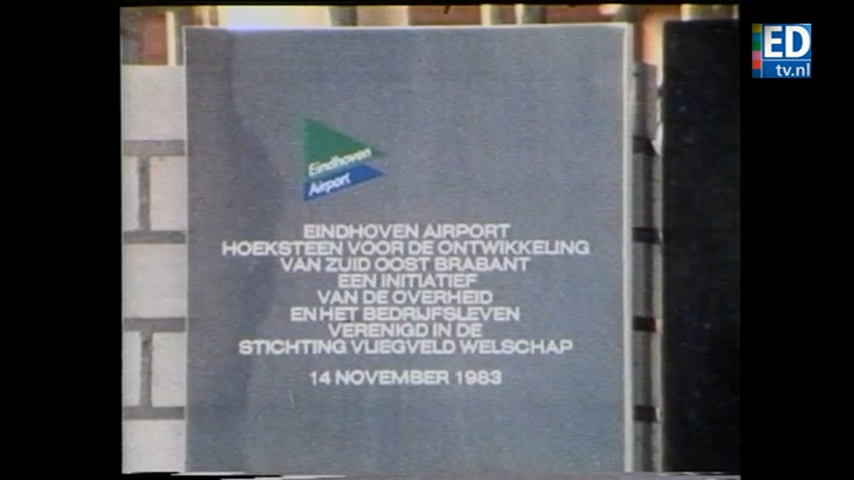 ED
tv.nl
Eindhoven
Airport
EINDHOVEN AIRPORT
HOEKSTEEN VOOR DE ONTWIKKELING
VAN ZUID OOST BRABANT
EEN INITIATIEF
VAN DE OVERHEID
EN HET BEDRIJFSLEVEN
VERENIGD IN DE
STICHTING VLIEGVELD WELSCHAP
14 NOVEMBER 1983